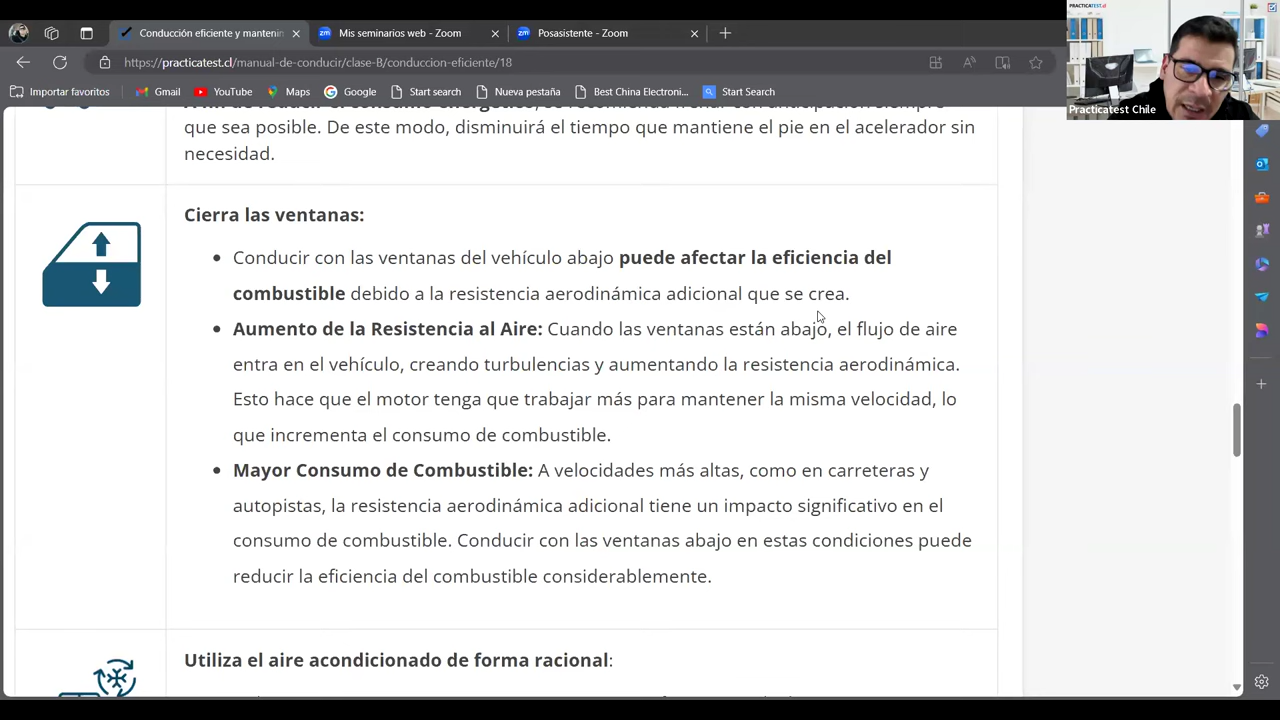 Conducción eficiente y mantenin
Mis seminarios web - Zoom
Posasistente - Zoom
https://practicatest.cl/manual-de-conducir/clase-B/conduccion-eficiente/18
Importar favoritos
Gmail
YouTube
Maps
Google
Start search
Nueva pestaña
Best China Electroni...
Start Search
PRACTICATEST.cl
Practicatest Chile
que sea posible. De este modo, disminuirá el tiempo que mantiene el pie en el acelerador sin
necesidad.
Cierra las ventanas:
Conducir con las ventanas del vehículo abajo puede afectar la eficiencia del
combustible debido a la resistencia aerodinámica adicional que se crea.
Aumento de la Resistencia al Aire: Cuando las ventanas están abajo, el flujo de aire
entra en el vehículo, creando turbulencias y aumentando la resistencia aerodinámica.
Esto hace que el motor tenga que trabajar más para mantener la misma velocidad, lo
que incrementa el consumo de combustible.
Mayor Consumo de Combustible: A velocidades más altas, como en carreteras y
autopistas, la resistencia aerodinámica adicional tiene un impacto significativo en el
consumo de combustible. Conducir con las ventanas abajo en estas condiciones puede
reducir la eficiencia del combustible considerablemente.
Utiliza el aire acondicionado de forma racional: